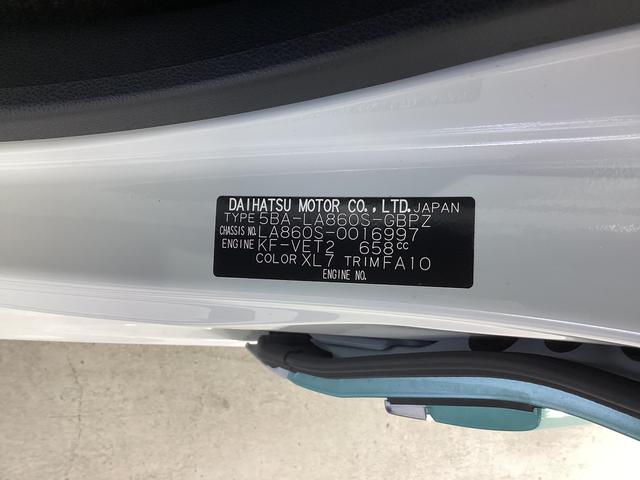 DAIHATSU MOTOR CO.,LTD.JAPAN
TYPE 5BA-LA860S-GBPZ
CHASSIS NO. LA860S-0016997
ENGINE KF-VET2 658CC
COLOR XL7 TRIM FA10
ENGINE NO.